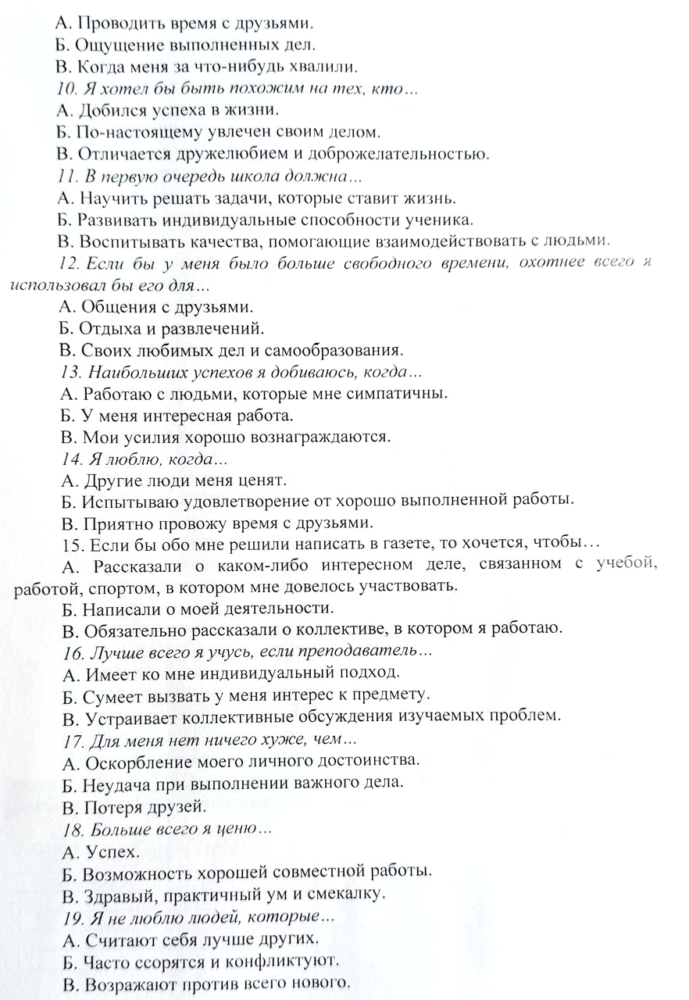 А. Проводить время с друзьями.
Б. Ощущение выполненных дел.
В. Когда меня за что-нибудь хвалили.
10. Я хотел бы быть похожим на тех, кто…
А. Добился успеха в жизни.
Б. По-настоящему увлечен своим делом.
В. Отличается дружелюбием и доброжелательностью.
11. В первую очередь школа должна…
А. Научить решать задачи, которые ставит жизнь.
Б. Развивать индивидуальные способности ученика.
В. Воспитывать качества, помогающие взаимодействовать с людьми.
12. Если бы у меня было больше свободного времени, охотнее всего я
использовал бы его для…
А. Общения с друзьями.
Б. Отдыха и развлечений.
В. Своих любимых дел и самообразования.
13. Наибольших успехов я добиваюсь, когда…
А. Работаю с людьми, которые мне симпатичны.
Б. У меня интересная работа.
В. Мои усилия хорошо вознаграждаются.
14. Я люблю, когда…
А. Другие люди меня ценят.
Б. Испытываю удовлетворение от хорошо выполненной работы.
В. Приятно провожу время с друзьями.
15. Если бы обо мне решили написать в газете, то хочется, чтобы…
А. Рассказали о каком-либо интересном деле, связанном с учебой,
работой, спортом, в котором мне довелось участвовать.
Б. Написали о моей деятельности.
В. Обязательно рассказали о коллективе, в котором я работаю.
16. Лучше всего я учусь, если преподаватель…
А. Имеет ко мне индивидуальный подход.
Б. Сумеет вызвать у меня интерес к предмету.
В. Устраивает коллективные обсуждения изучаемых проблем.
17. Для меня нет ничего хуже, чем…
А. Оскорбление моего личного достоинства.
Б. Неудача при выполнении важного дела.
В. Потеря друзей.
18. Больше всего я ценю…
А. Успех.
Б. Возможность хорошей совместной работы.
В. Здравый, практичный ум и смекалку.
19. Я не люблю людей, которые…
А. Считают себя лучше других.
Б. Часто ссорятся и конфликтуют.
В. Возражают против всего нового.